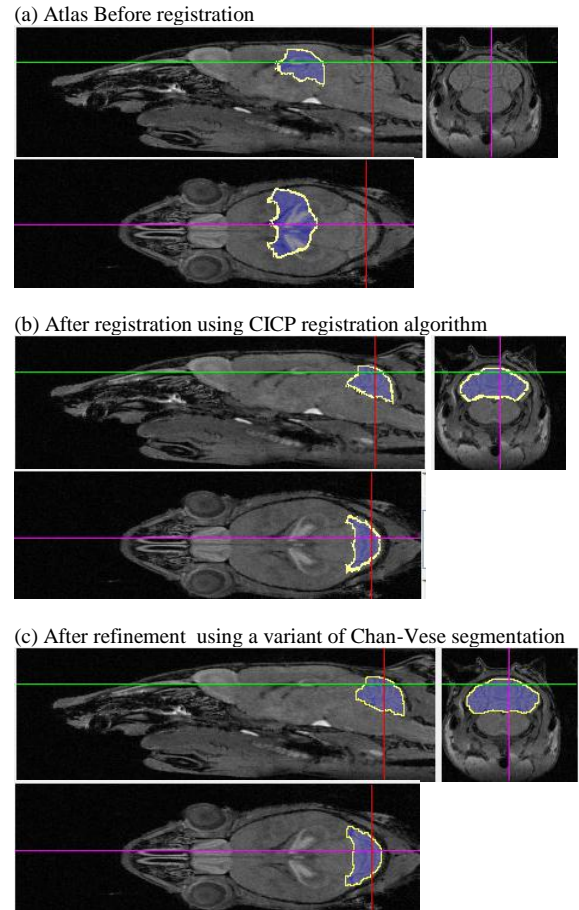 (a) Atlas Before registration
(b) After registration using CICP registration algorithm
(c) After refinement using a variant of Chan-Vese segmentation